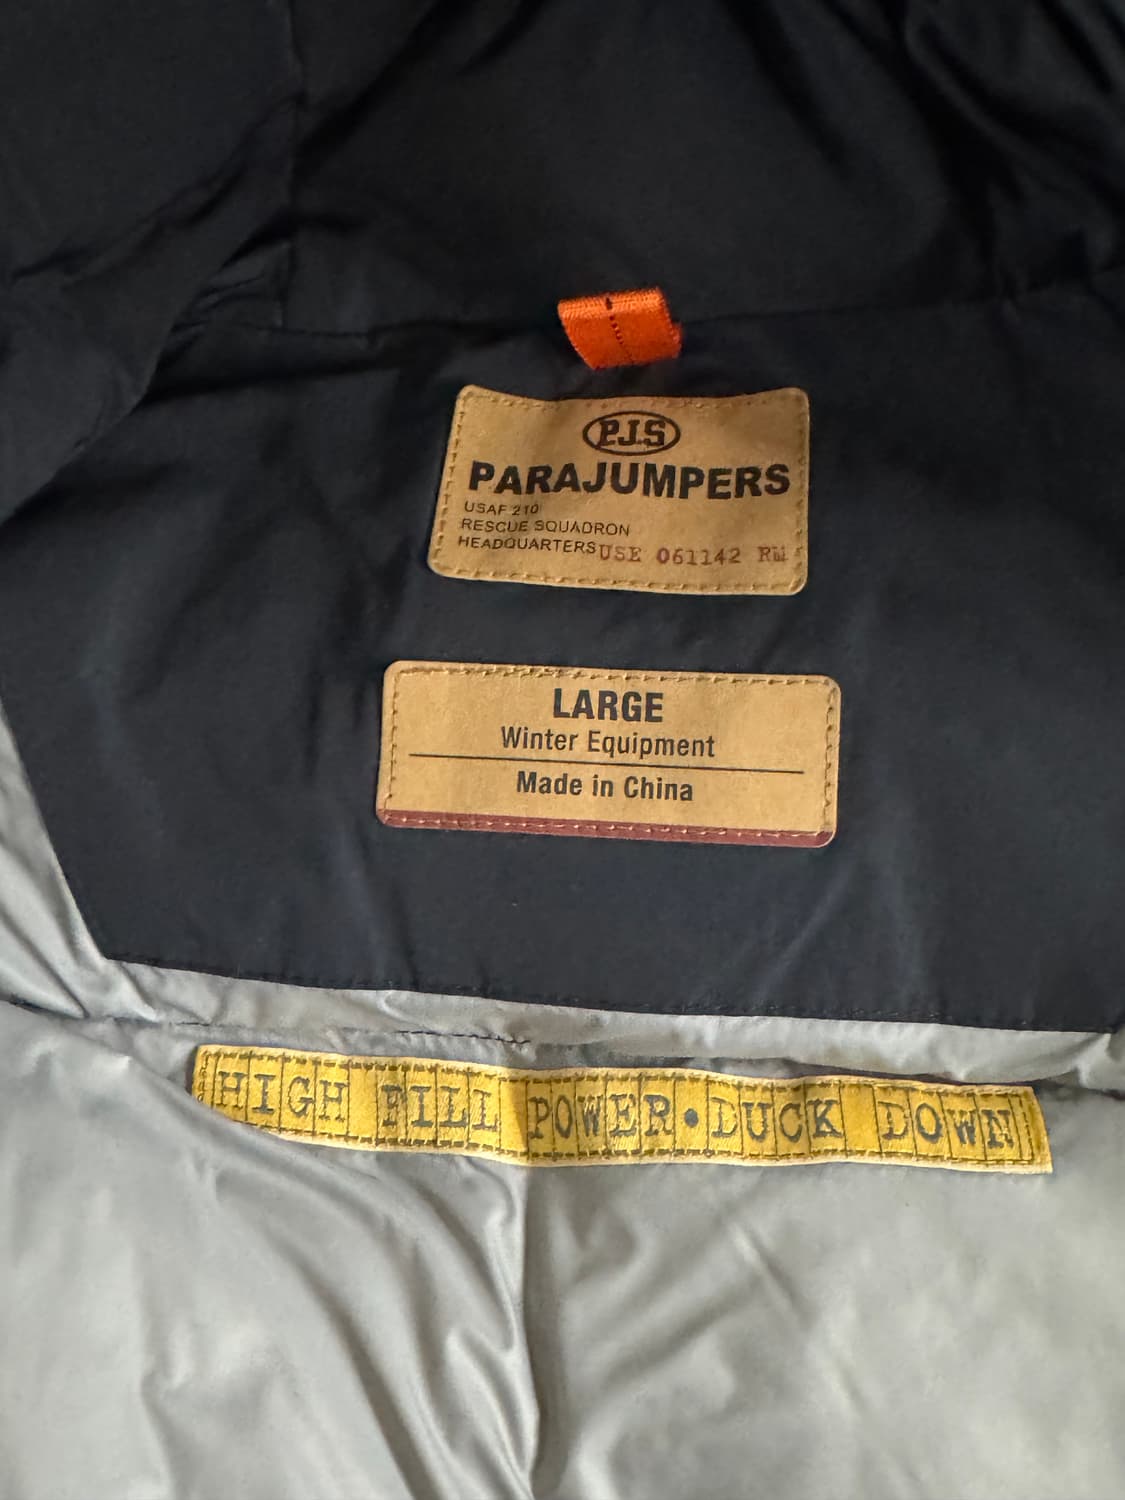 PJS
PARAJUMPERS
USAF 210
RESCUE SQUADRON
HEADQUARTERS USE 061142 RM
LARGE
Winter Equipment
Made in China
HIGH FILL POWER•DUCK DOWN